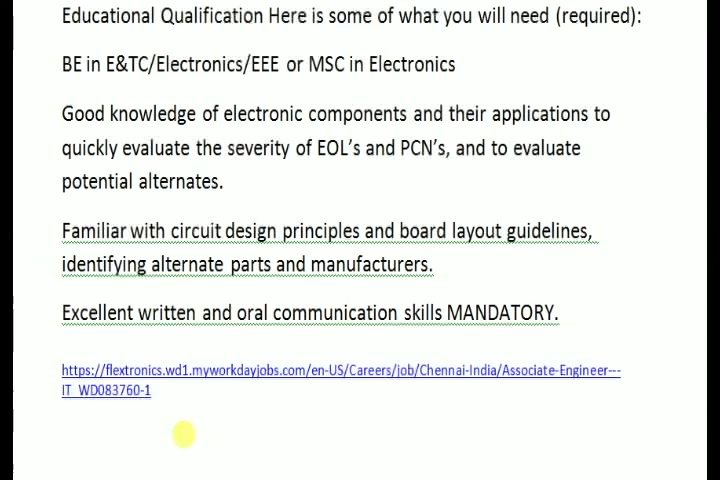 Educational Qualification Here is some of what you will need (required):
BE in E&TC/Electronics/EEE or MSC in Electronics
Good knowledge of electronic components and their applications to
quickly evaluate the severity of EOL's and PCN's, and to evaluate
potential alternates.
Familiar with circuit design principles and board layout guidelines,
identifying alternate parts and manufacturers.
Excellent written and oral communication skills MANDATORY.
https://flextronics.wd1.myworkdayjobs.com/en-US/Careers/job/Chennai-India/Associate-Engineer---
IT_WD083760-1